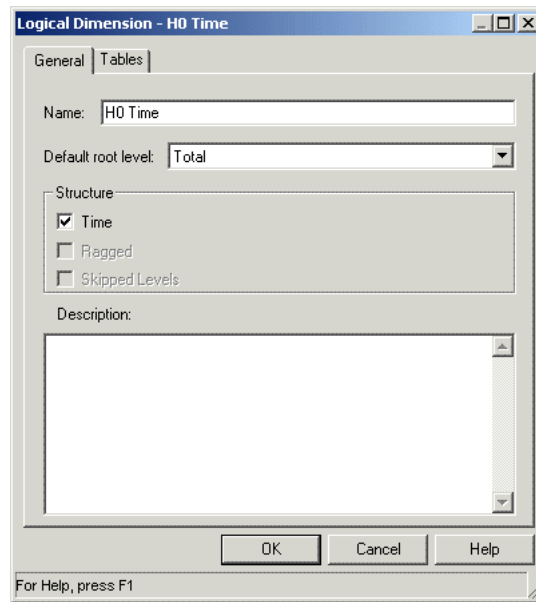 Logical Dimension - H0 Time
General Tables
Name: H0 Time
Default root level: Total
Structure
Time
Ragged
Skipped Levels
Description:
OK Cancel Help
For Help, press F1